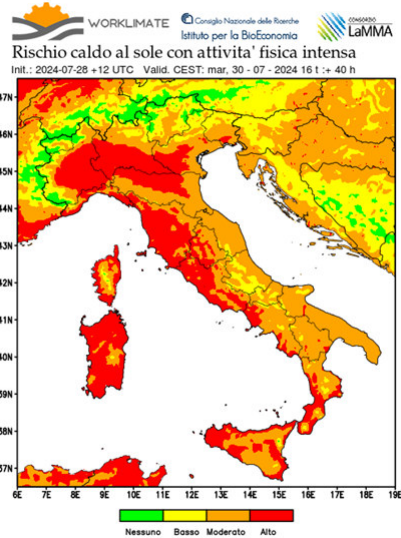 WORKLIMATE
Consiglio Nazionale delle Ricerche
Istituto per la BioEconomia
CONSORZIO
LaMMA
Rischio caldo al sole con attivita' fisica intensa
Init.: 2024-07-28 +12 UTC Valid. CEST: mar, 30 - 07 - 2024 16 t :+ 40 h
47N
46N
45N
44N
43N
42N
41N
40N
39N
38N
37N
6E 7E 8E 9E 10E 11E 12E 13E 14E 15E 16E 17E 18E 19E
Nessuno Basso Moderato Alto